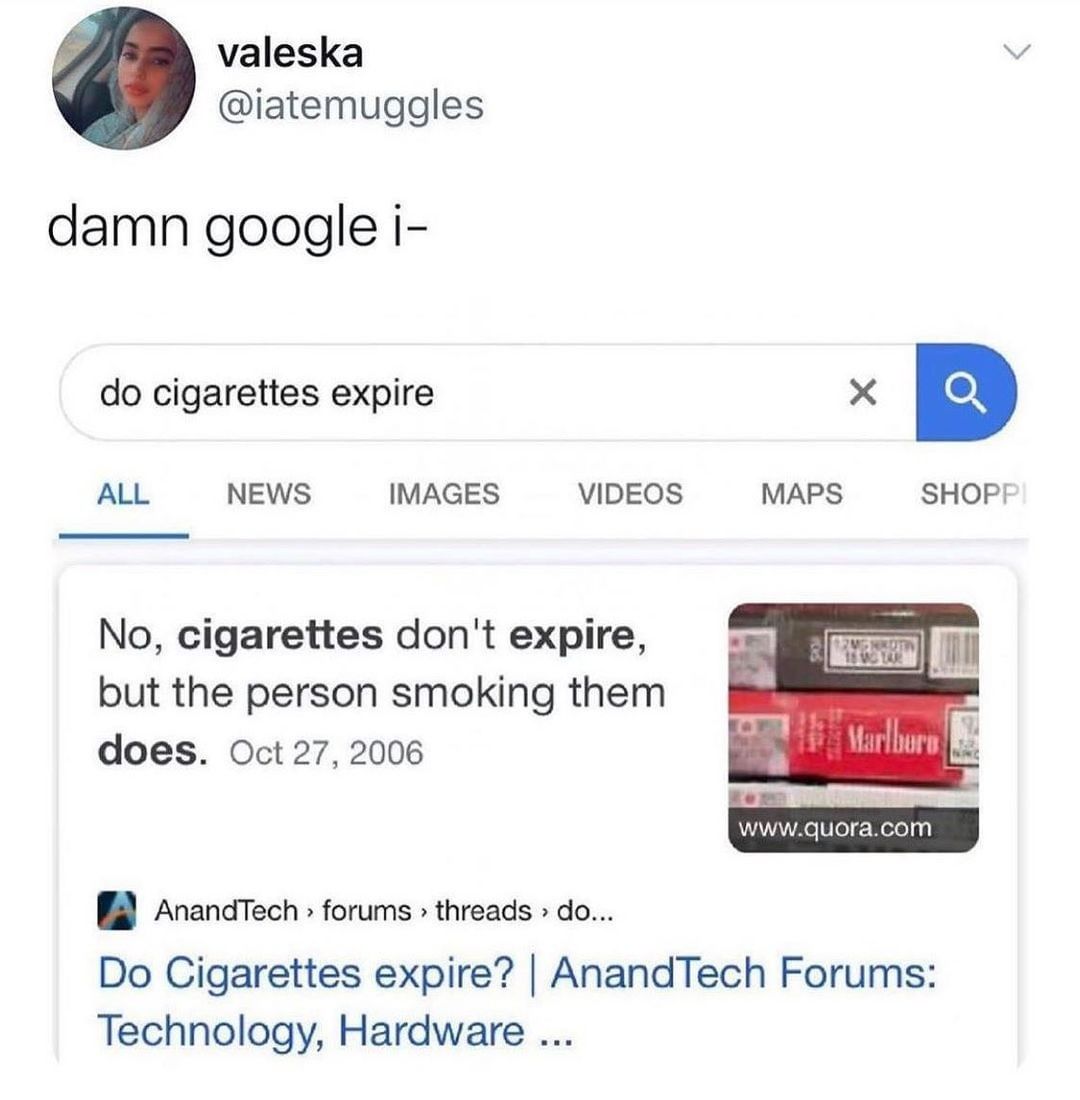 valeska
@iatemuggles
damn google i-
do cigarettes expire
ALL NEWS IMAGES VIDEOS MAPS SHOPPI
No, cigarettes don't expire,
but the person smoking them
does. Oct 27, 2006
Marlboro
www.quora.com
AnandTech › forums › threads › do...
Do Cigarettes expire? | AnandTech Forums:
Technology, Hardware ...